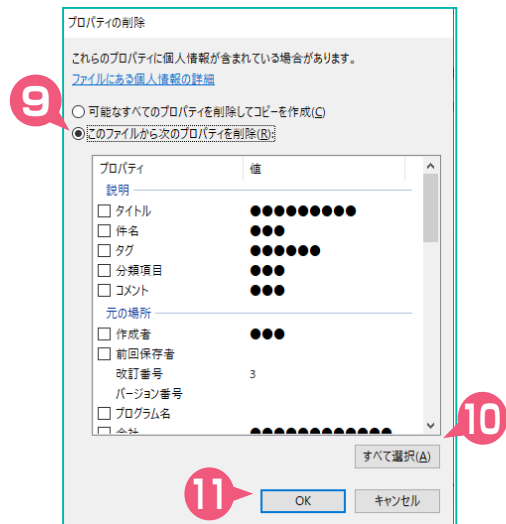 プロパティの削除
これらのプロパティに個人情報が含まれている場合があります。
ファイルにある個人情報の詳細
9
可能なすべてのプロパティを削除してコピーを作成(C)
このファイルから次のプロパティを削除(R):
プロパティ 値
説明
タイトル ●●●●●●●●●
件名 ●●●
タグ ●●●●●●
分類項目 ●●●
コメント ●●●
元の場所
作成者 ●●●
前回保存者
改訂番号 3
バージョン番号
プログラム名
会社 ●●●●●●●●●●●●
10
すべて選択(A)
11
OK キャンセル